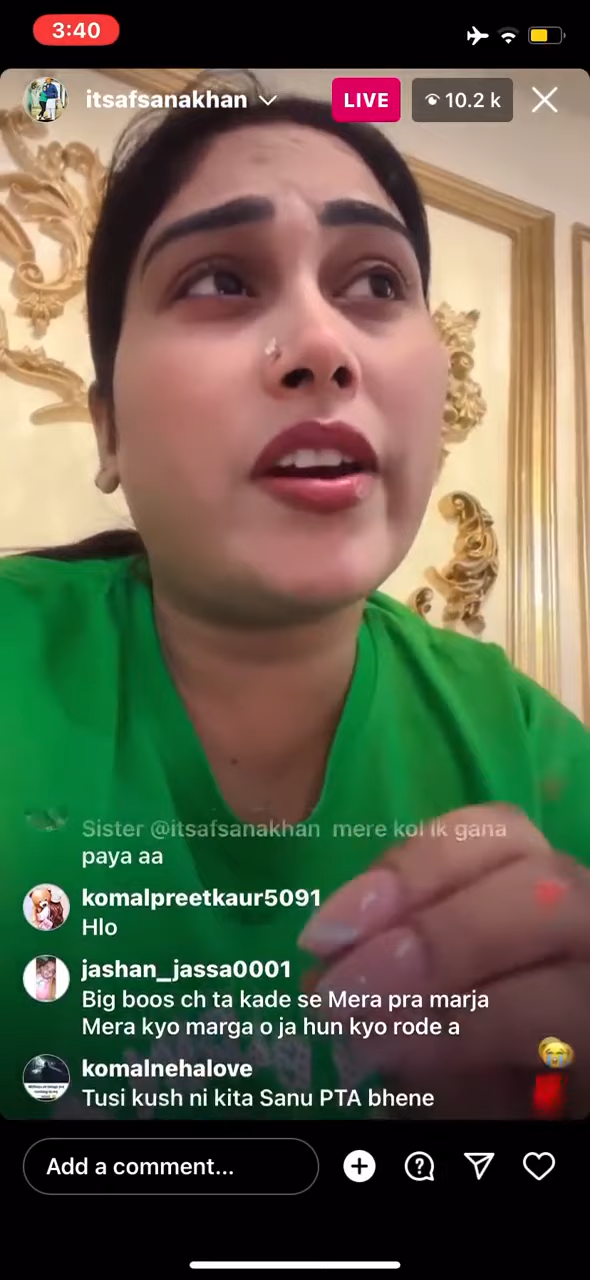 3:40
itsafsanakhan
LIVE
10.2 k
Sister @itsafsanakhan mere kol ik gana
paya aa
komalpreetkaur5091
Hlo
jashan_jassa0001
Big boos ch ta kade se Mera pra marja
Mera kyo marga o ja hun kyo rode a
komalnehalove
Tusi kush ni kita Sanu PTA bhene
Add a comment...